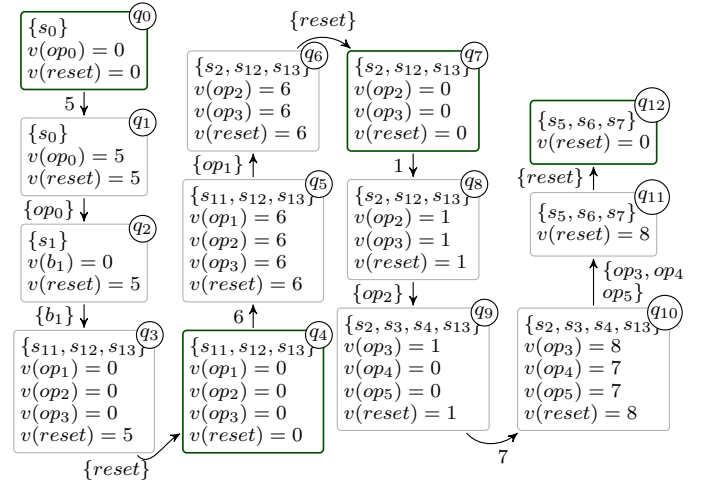 q0
{s0}
v(op0) = 0
v(reset) = 0
5
q1
{s0}
v(op0) = 5
v(reset) = 5
{op0}
q2
{s1}
v(b1) = 0
v(reset) = 5
{b1}
q3
{s11, s12, s13}
v(op1) = 0
v(op2) = 0
v(op3) = 0
v(reset) = 5
{reset}
q4
{s11, s12, s13}
v(op1) = 0
v(op2) = 0
v(op3) = 0
v(reset) = 0
6
q5
{s11, s12, s13}
v(op1) = 6
v(op2) = 6
v(op3) = 6
v(reset) = 6
{op1}
q6
{s2, s12, s13}
v(op2) = 6
v(op3) = 6
v(reset) = 6
{reset}
q7
{s2, s12, s13}
v(op2) = 0
v(op3) = 0
v(reset) = 0
1
q8
{s2, s12, s13}
v(op2) = 1
v(op3) = 1
v(reset) = 1
{op2}
q9
{s2, s3, s4, s13}
v(op3) = 1
v(op4) = 0
v(op5) = 0
v(reset) = 1
7
q10
{s2, s3, s4, s13}
v(op3) = 8
v(op4) = 7
v(op5) = 7
v(reset) = 8
{op3, op4
op5}
q11
{s5, s6, s7}
v(reset) = 8
{reset}
q12
{s5, s6, s7}
v(reset) = 0